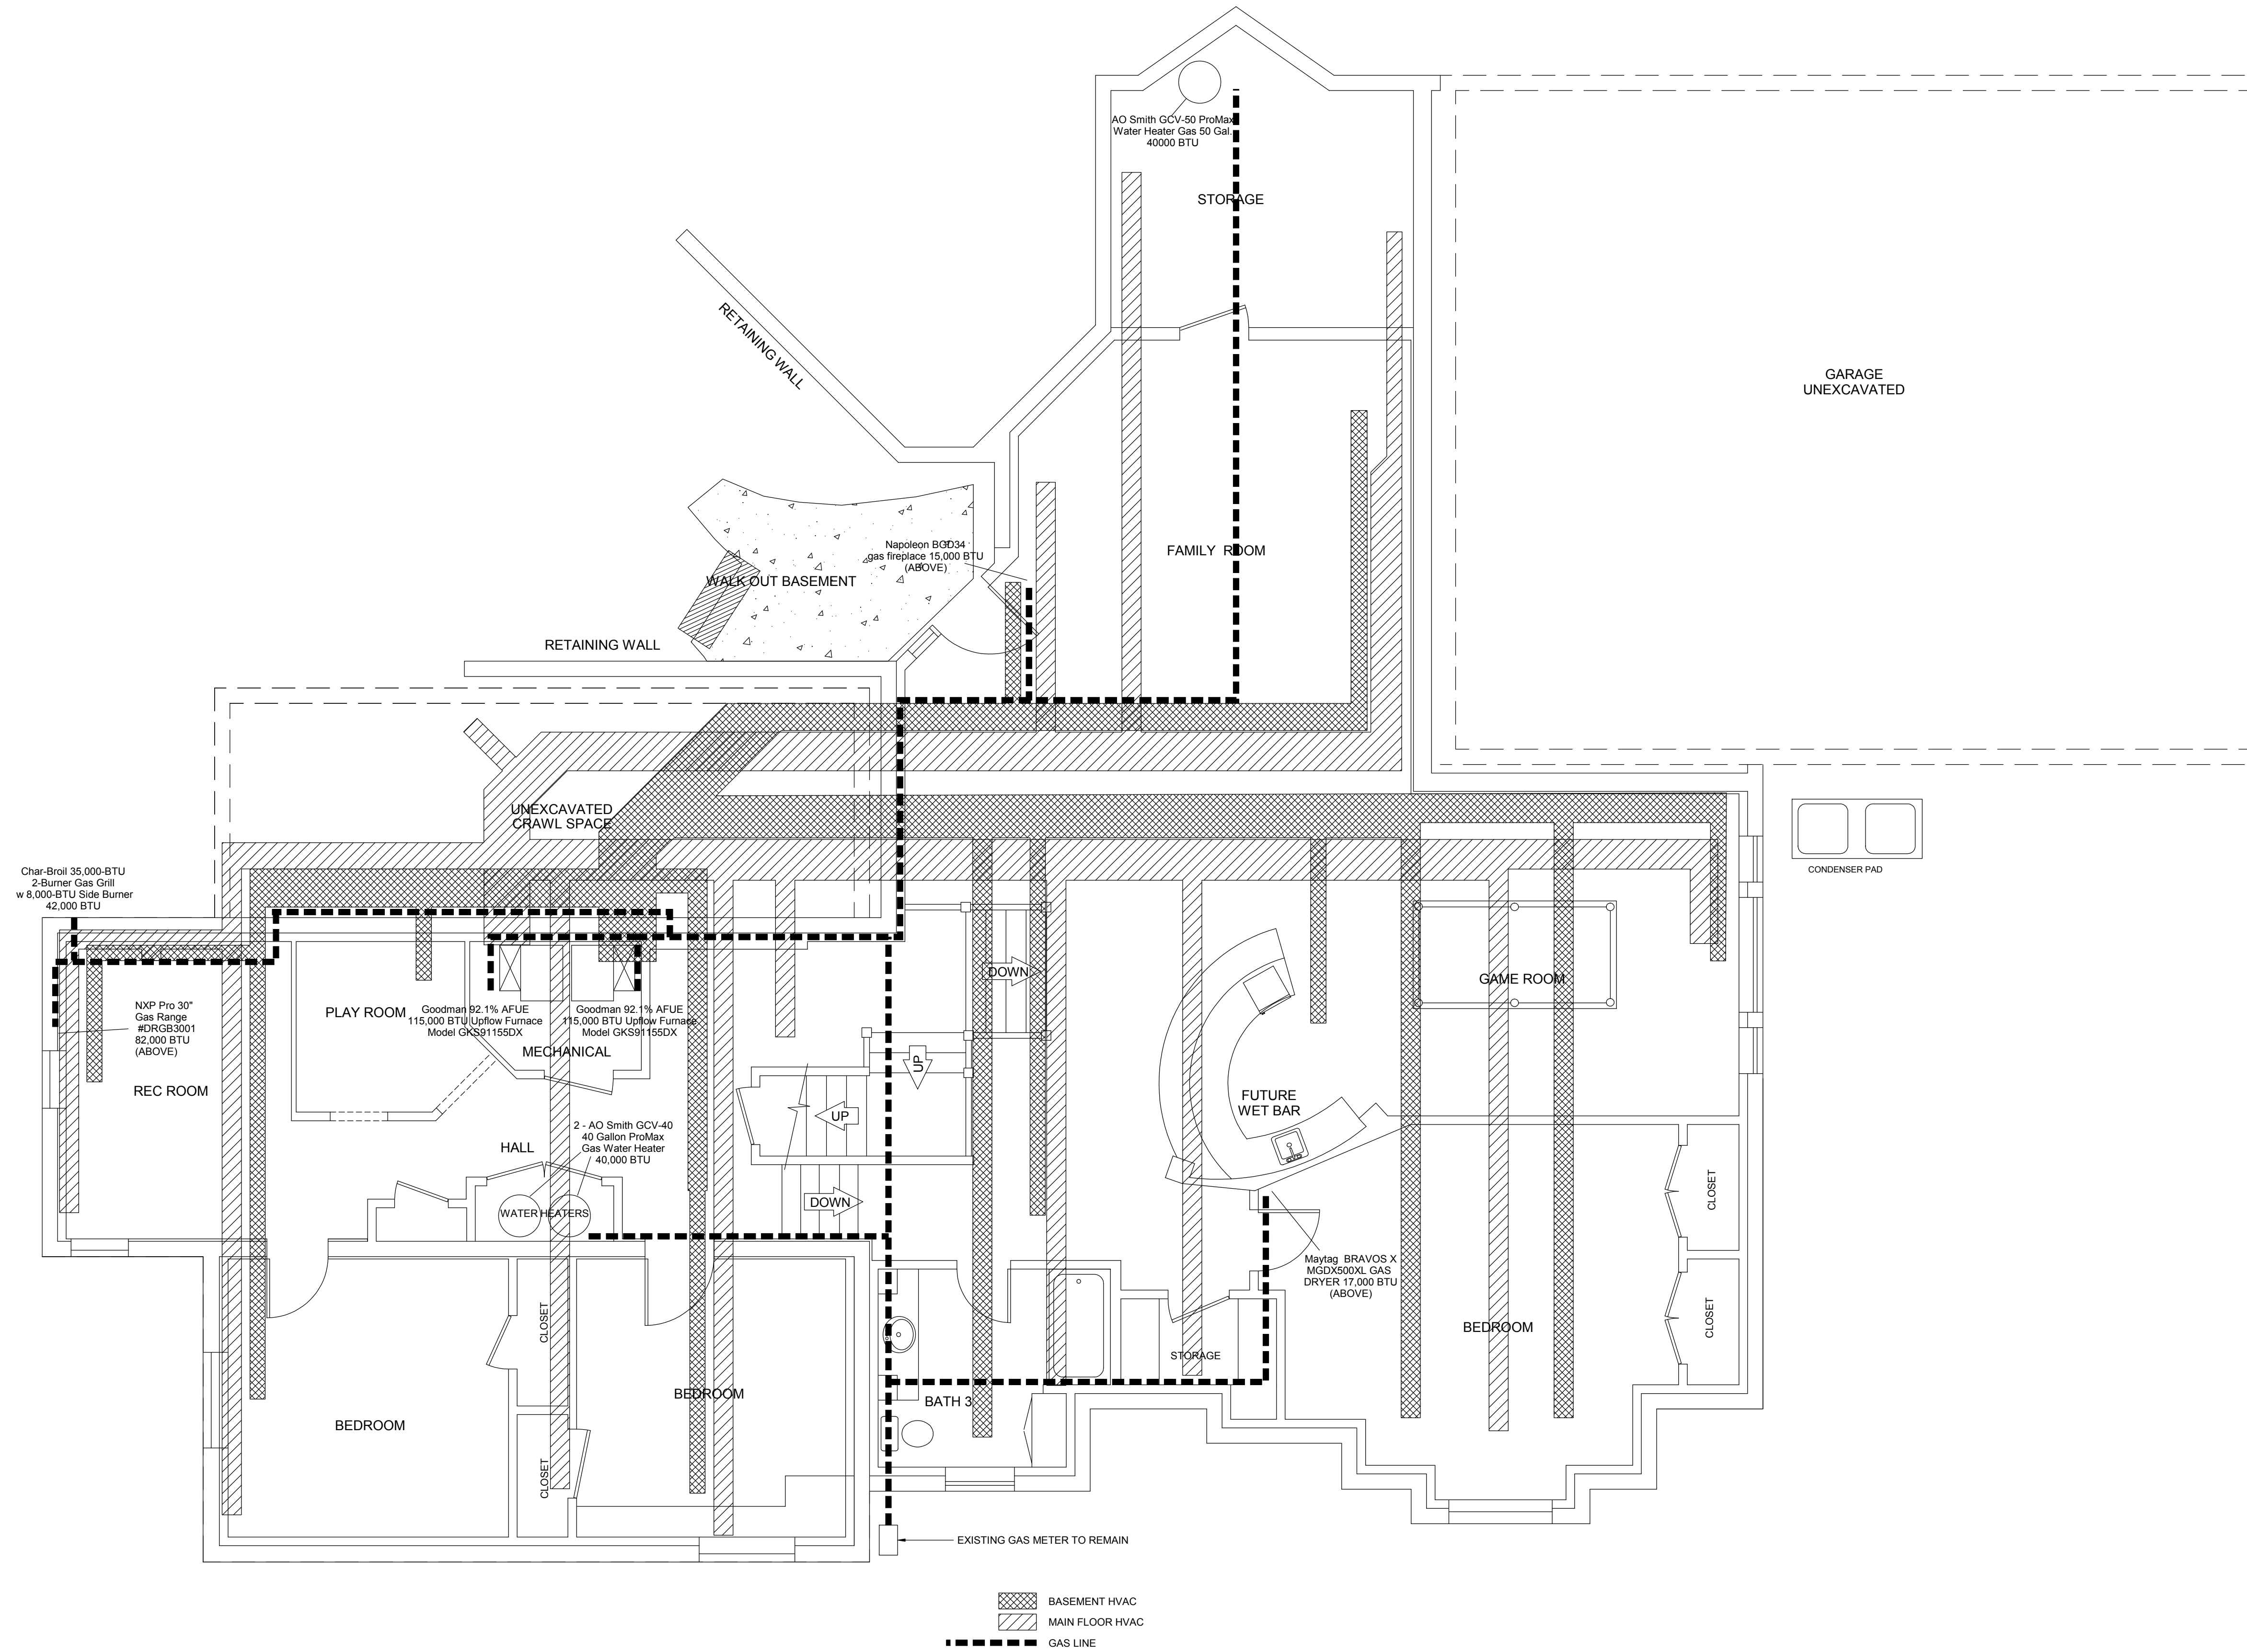 AO Smith GCV-50 ProMax
Water Heater Gas 50 Gal.
40000 BTU
STORAGE
RETAINING WALL
GARAGE
UNEXCAVATED
Napoleon BGD34
gas fireplace 15,000 BTU
(ABOVE)
FAMILY ROOM
WALK OUT BASEMENT
RETAINING WALL
UNEXCAVATED
CRAWL SPACE
Char-Broil 35,000-BTU
2-Burner Gas Grill
w 8,000-BTU Side Burner
42,000 BTU
CONDENSER PAD
NXP Pro 30"
Gas Range
#DRGB3001
82,000 BTU
(ABOVE)
REC ROOM
PLAY ROOM
Goodman 92.1% AFUE
115,000 BTU Upflow Furnace
Model GKS91155DX
Goodman 92.1% AFUE
115,000 BTU Upflow Furnace
Model GKS91155DX
MECHANICAL
DOWN
GAME ROOM
UP
UP
FUTURE
WET BAR
HALL
2 - AO Smith GCV-40
40 Gallon ProMax
Gas Water Heater
40,000 BTU
WATER HEATERS
DOWN
CLOSET
Maytag BRAVOS X
MGDX500XL GAS
DRYER 17,000 BTU
(ABOVE)
CLOSET
CLOSET
BEDROOM
STORAGE
BEDROOM
BATH 3
BEDROOM
CLOSET
EXISTING GAS METER TO REMAIN
BASEMENT HVAC
MAIN FLOOR HVAC
GAS LINE